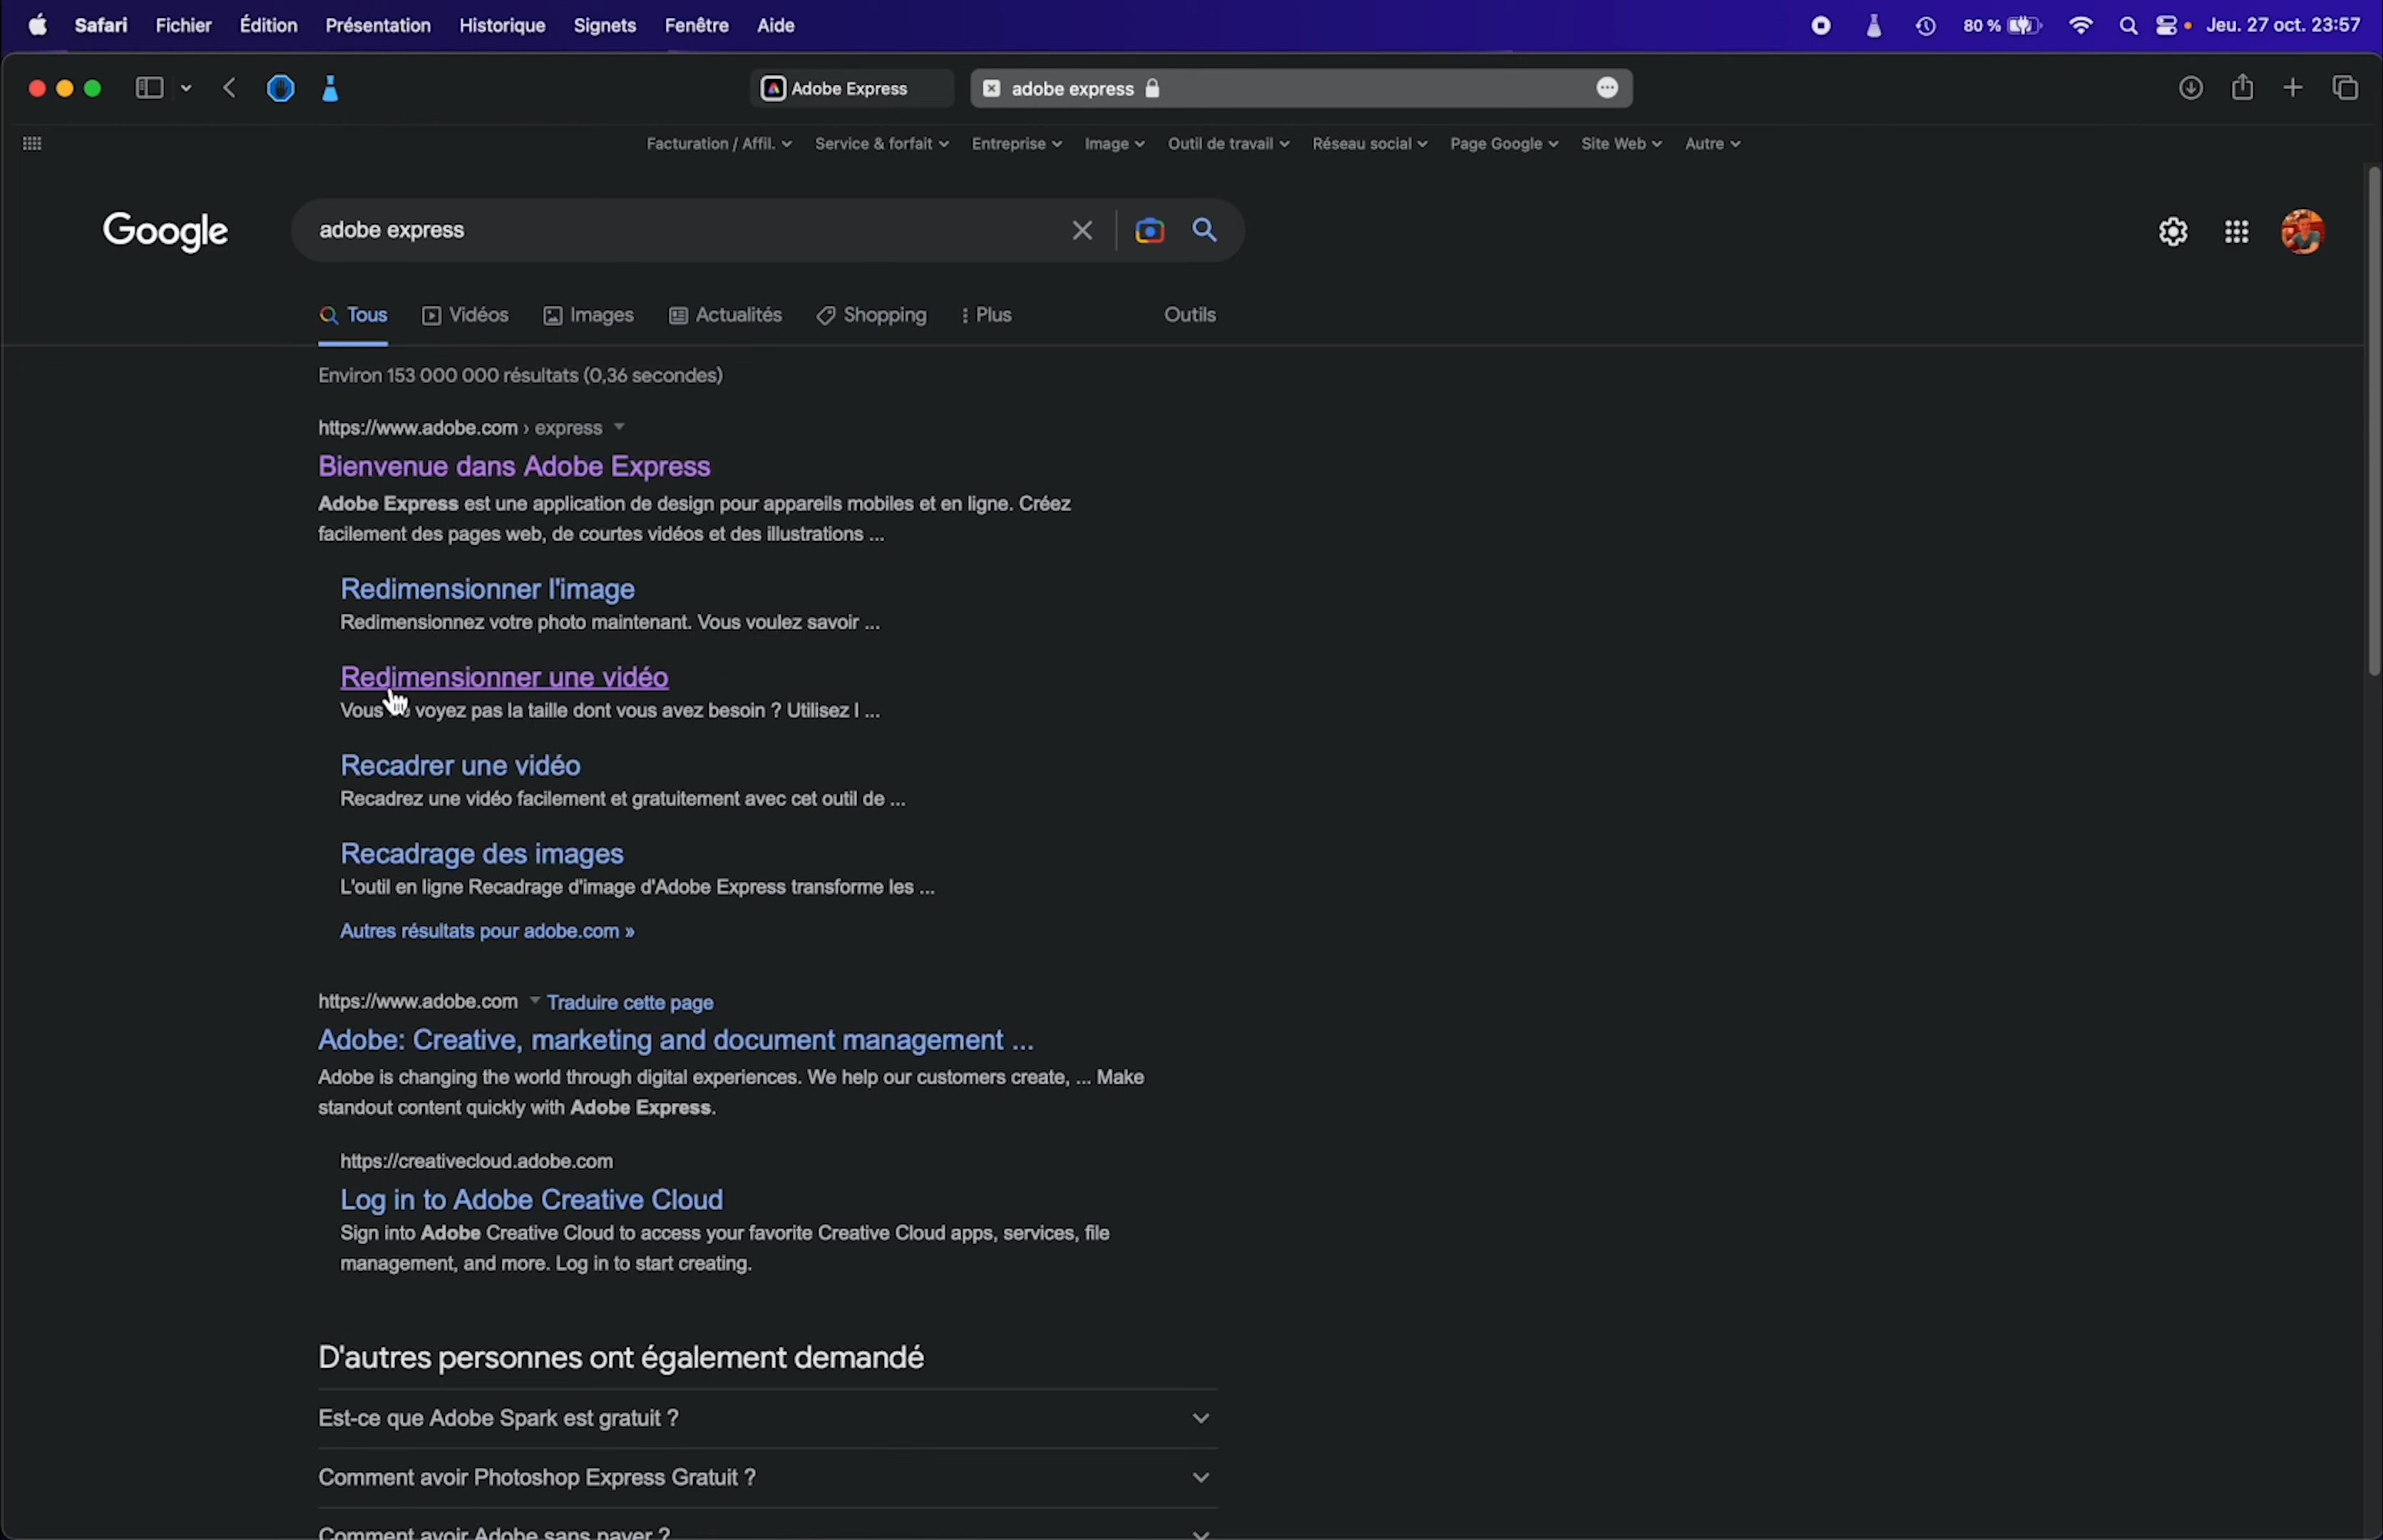 Safari Fichier Édition Présentation Historique Signets Fenêtre Aide 80 % Jeu. 27 oct. 23:57
Adobe Express adobe express
Facturation / Affil. Service & forfait Entreprise Image Outil de travail Réseau social Page Google Site Web Autre
Google adobe express
Tous Vidéos Images Actualités Shopping Plus Outils
Environ 153 000 000 résultats (0,36 secondes)
https://www.adobe.com › express
Bienvenue dans Adobe Express
Adobe Express est une application de design pour appareils mobiles et en ligne. Créez
facilement des pages web, de courtes vidéos et des illustrations ...
Redimensionner l'image
Redimensionnez votre photo maintenant. Vous voulez savoir ...
Redimensionner une vidéo
Vous voyez pas la taille dont vous avez besoin ? Utilisez l ...
Recadrer une vidéo
Recadrez une vidéo facilement et gratuitement avec cet outil de ...
Recadrage des images
L'outil en ligne Recadrage d'image d'Adobe Express transforme les ...
Autres résultats pour adobe.com »
https://www.adobe.com Traduire cette page
Adobe: Creative, marketing and document management ...
Adobe is changing the world through digital experiences. We help our customers create, ... Make
standout content quickly with Adobe Express.
https://creativecloud.adobe.com
Log in to Adobe Creative Cloud
Sign into Adobe Creative Cloud to access your favorite Creative Cloud apps, services, file
management, and more. Log in to start creating.
D'autres personnes ont également demandé
Est-ce que Adobe Spark est gratuit ?
Comment avoir Photoshop Express Gratuit ?
Comment avoir Adobe sans payer ?